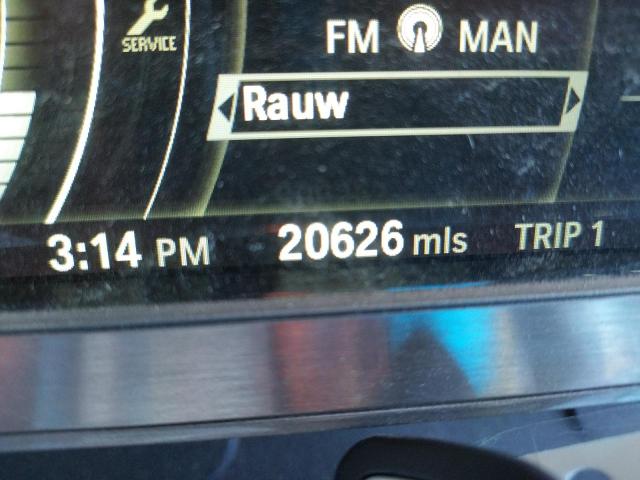 SERVICE
FM MAN
Rauw
3:14 PM 20626 mls TRIP 1